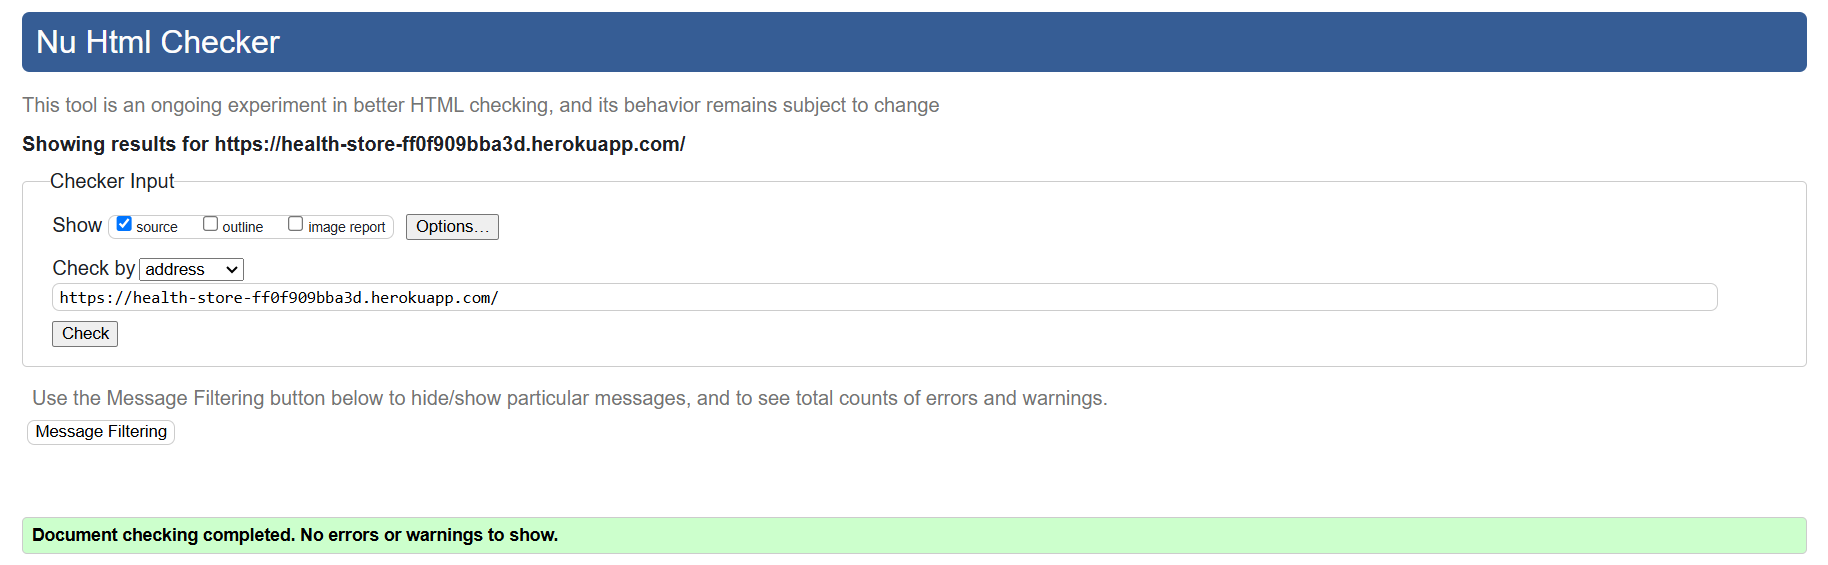 Nu Html Checker
This tool is an ongoing experiment in better HTML checking, and its behavior remains subject to change
Showing results for https://health-store-ff0f909bba3d.herokuapp.com/
Checker Input
Show source outline image report Options...
Check by address
https://health-store-ff0f909bba3d.herokuapp.com/
Check
Use the Message Filtering button below to hide/show particular messages, and to see total counts of errors and warnings.
Message Filtering
Document checking completed. No errors or warnings to show.